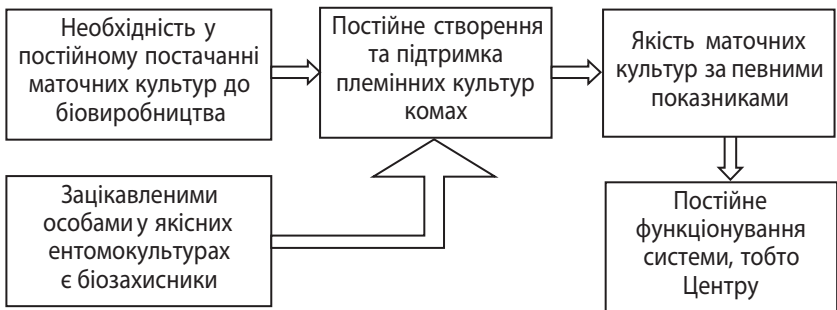 Необхідність у
постійному постачанні
маточних культур до
біовиробництва
Постійне створення
та підтримка
племінних культур
комах
Якість маточних
культур за певними
показниками
Зацікавленими
особами у якісних
ентомокультурах
є біозахисники
Постійне
функціонування
системи, тобто
Центру